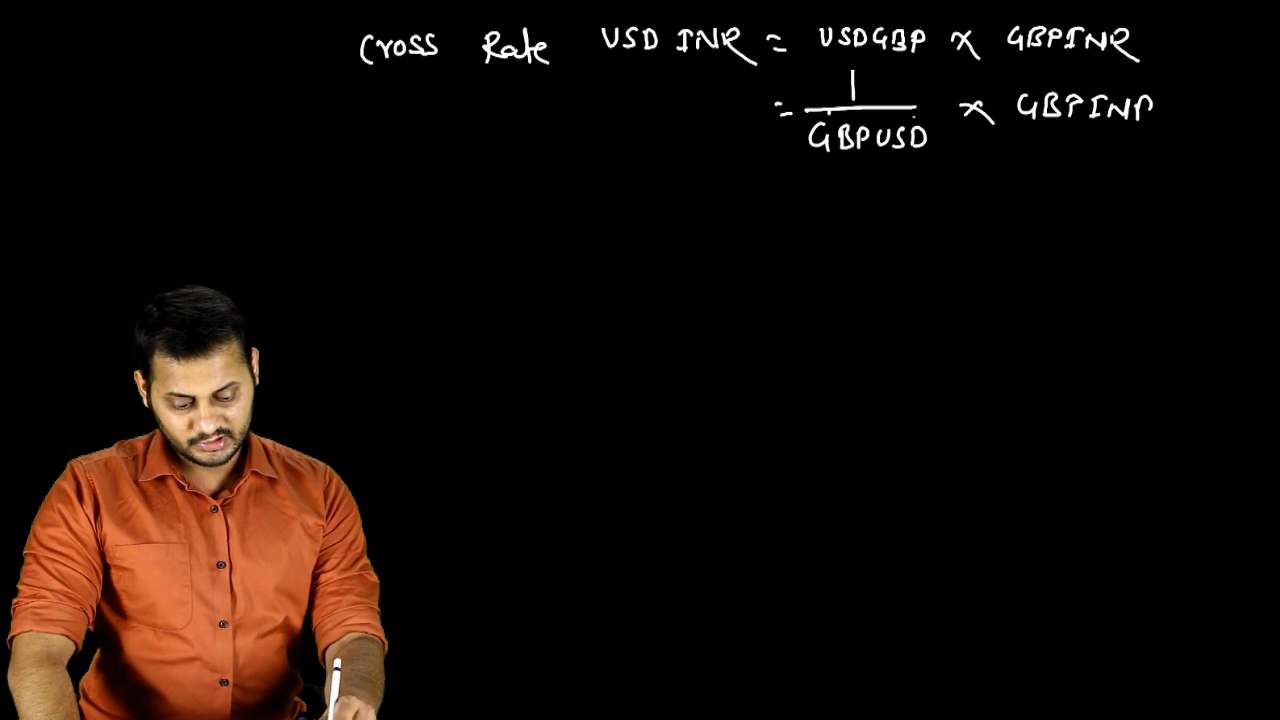 Cross Rate USD INR = USDGBP x GBPINR
= 1 / GBPUSD x GBPINR